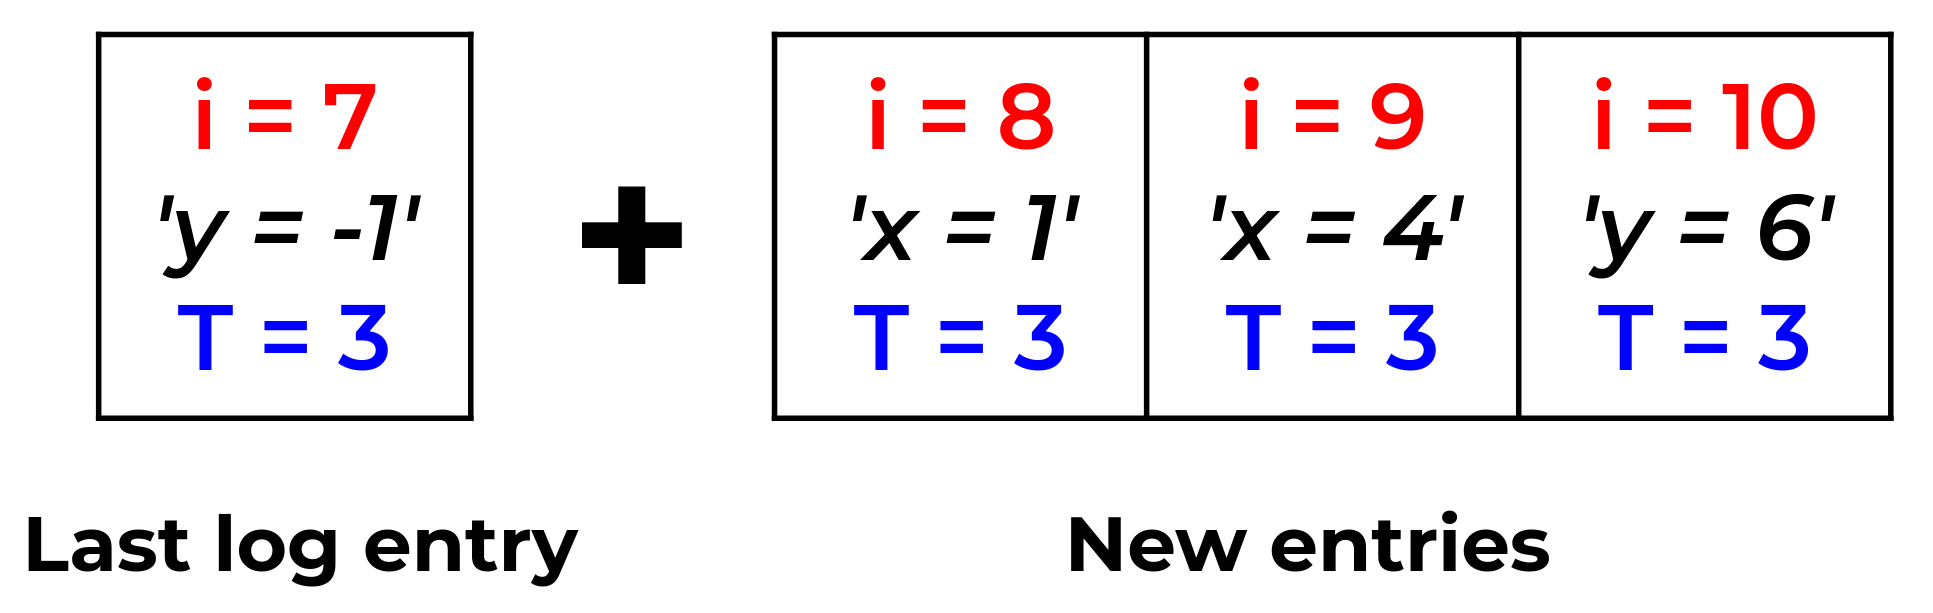 i = 7
'y = -1'
T = 3
+
i = 8
'x = 1'
T = 3
i = 9
'x = 4'
T = 3
i = 10
'y = 6'
T = 3
Last log entry
New entries